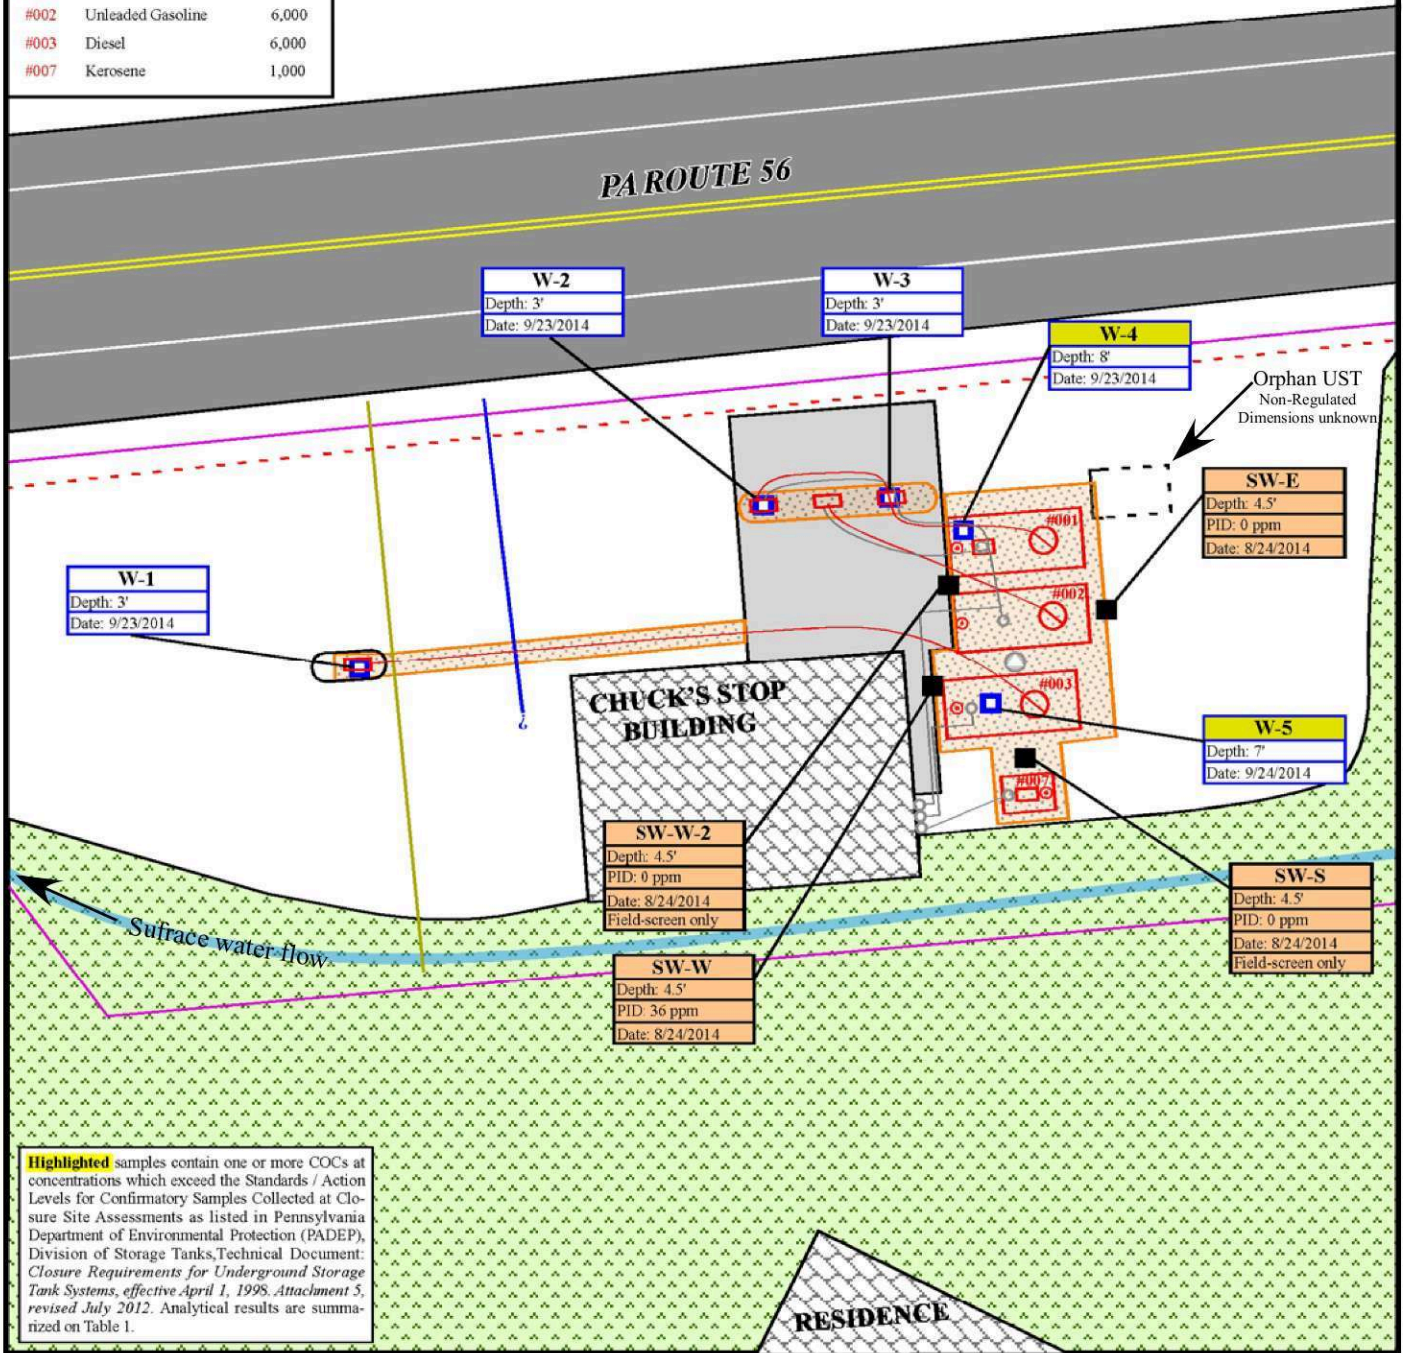 #002 Unleaded Gasoline 6,000
#003 Diesel 6,000
#007 Kerosene 1,000
PA ROUTE 56
W-2
Depth: 3'
Date: 9/23/2014
W-3
Depth: 3'
Date: 9/23/2014
W-4
Depth: 8'
Date: 9/23/2014
Orphan UST
Non-Regulated
Dimensions unknown
SW-E
Depth: 4.5'
PID: 0 ppm
Date: 8/24/2014
#001
#002
#003
#007
W-1
Depth: 3'
Date: 9/23/2014
?
CHUCK'S STOP
BUILDING
W-5
Depth: 7'
Date: 9/24/2014
SW-W-2
Depth: 4.5'
PID: 0 ppm
Date: 8/24/2014
Field-screen only
SW-S
Depth: 4.5'
PID: 0 ppm
Date: 8/24/2014
Field-screen only
Sufrace water flow
SW-W
Depth: 4.5'
PID: 36 ppm
Date: 8/24/2014
Highlighted samples contain one or more COCs at
concentrations which exceed the Standards / Action
Levels for Confirmatory Samples Collected at Clo-
sure Site Assessments as listed in Pennsylvania
Department of Environmental Protection (PADEP),
Division of Storage Tanks,Technical Document:
Closure Requirements for Underground Storage
Tank Systems, effective April 1, 1998. Attachment 5,
revised July 2012. Analytical results are summa-
rized on Table 1.
RESIDENCE